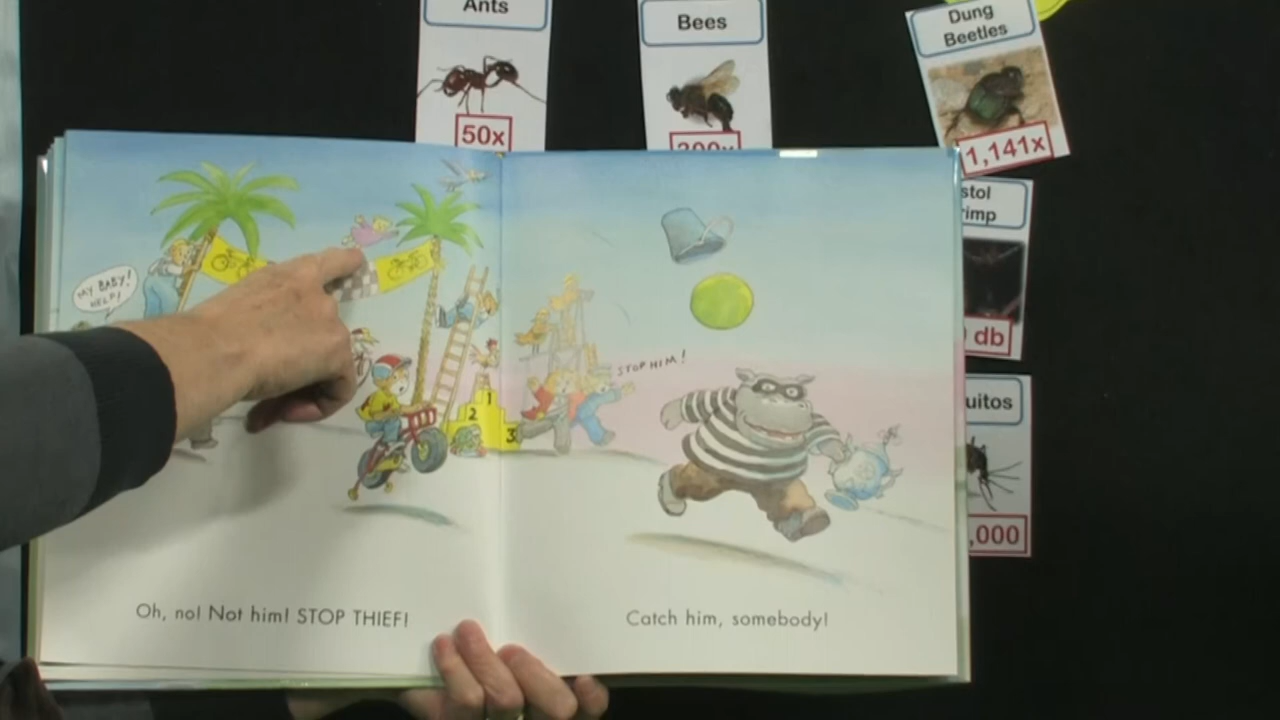 Ants
50x
Bees
Dung
Beetles
1,141x
stol
imp
db
uitos
,000
MY BABY!
HELP!
STOP HIM!
1
2
3
Oh, no! Not him! STOP THIEF!
Catch him, somebody!